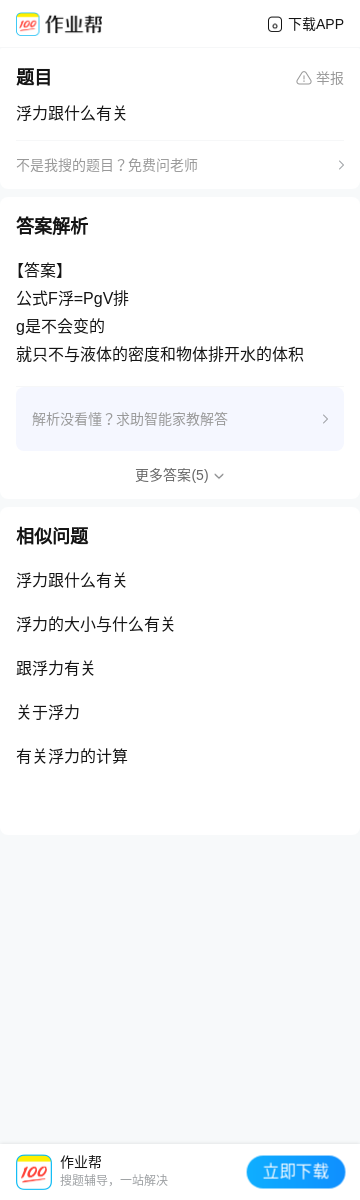 100 作业帮
下载APP
题目
举报
浮力跟什么有关
不是我搜的题目？免费问老师
答案解析
【答案】
公式F浮=PgV排
g是不会变的
就只不与液体的密度和物体排开水的体积
解析没看懂？求助智能家教解答
更多答案(5)
相似问题
浮力跟什么有关
浮力的大小与什么有关
跟浮力有关
关于浮力
有关浮力的计算
100
作业帮
搜题辅导，一站解决
立即下载